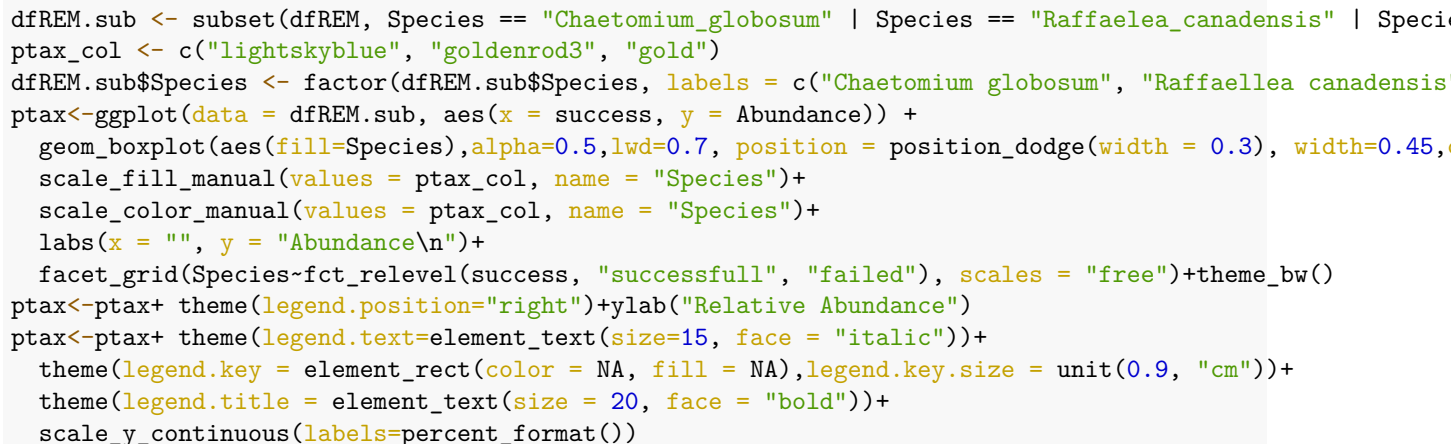 dfREM.sub <- subset(dfREM, Species == "Chaetomium_globosum" | Species == "Raffaelea_canadensis" | Specie
ptax_col <- c("lightskyblue", "goldenrod3", "gold")
dfREM.sub$Species <- factor(dfREM.sub$Species, labels = c("Chaetomium globosum", "Raffaellea canadensis"
ptax<-ggplot(data = dfREM.sub, aes(x = success, y = Abundance)) +
  geom_boxplot(aes(fill=Species),alpha=0.5,lwd=0.7, position = position_dodge(width = 0.3), width=0.45,
  scale_fill_manual(values = ptax_col, name = "Species")+
  scale_color_manual(values = ptax_col, name = "Species")+
  labs(x = "", y = "Abundance\n")+
  facet_grid(Species~fct_relevel(success, "successfull", "failed"), scales = "free")+theme_bw()
ptax<-ptax+ theme(legend.position="right")+ylab("Relative Abundance")
ptax<-ptax+ theme(legend.text=element_text(size=15, face = "italic"))+
  theme(legend.key = element_rect(color = NA, fill = NA),legend.key.size = unit(0.9, "cm"))+
  theme(legend.title = element_text(size = 20, face = "bold"))+
  scale_y_continuous(labels=percent_format())